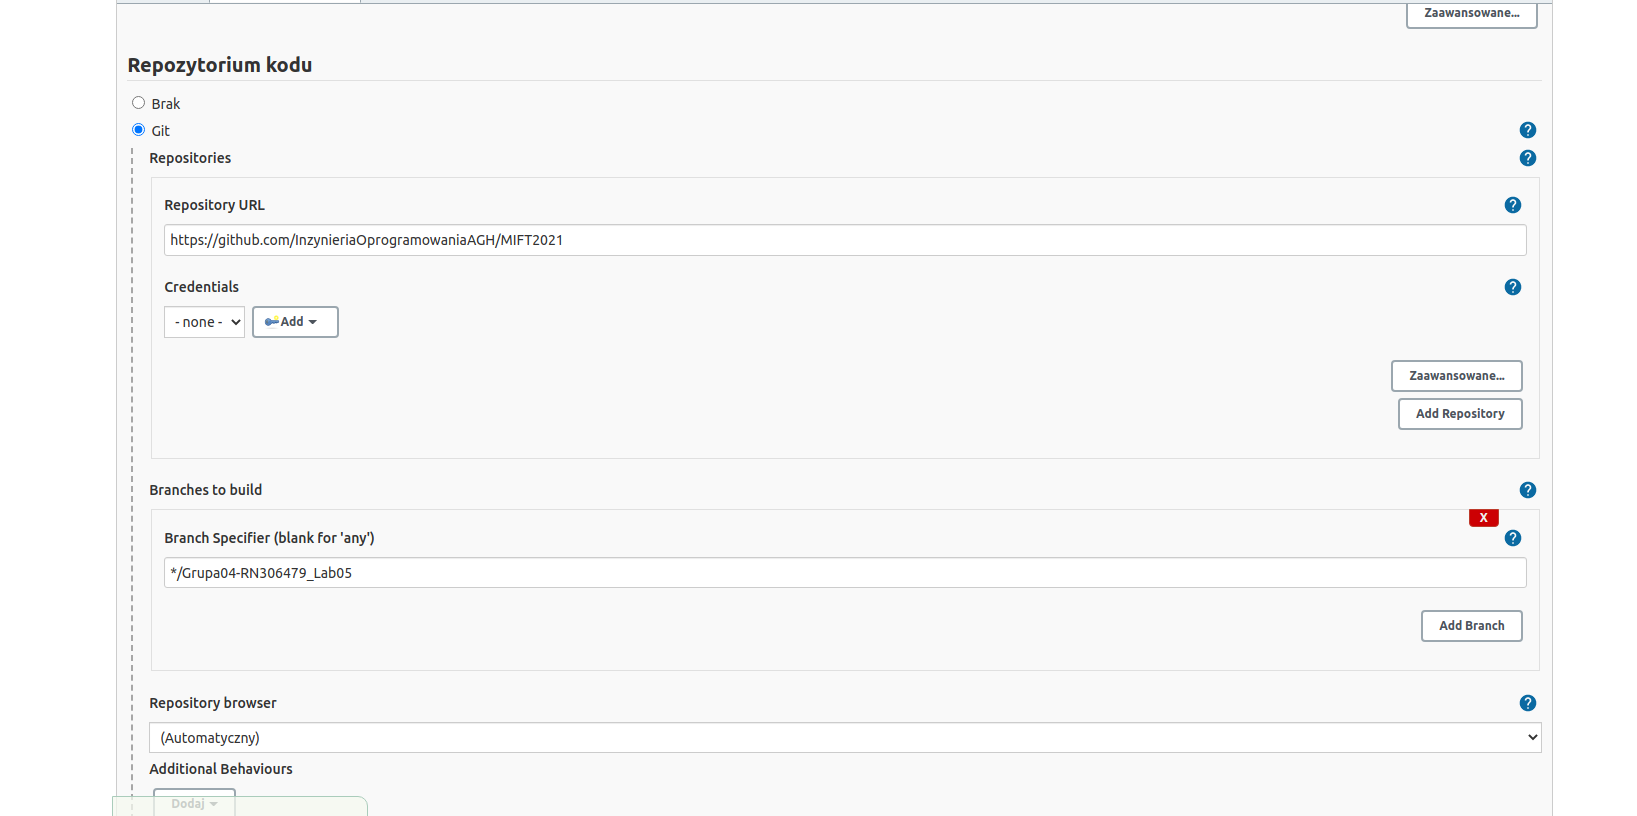 Zaawansowane...
Repozytorium kodu
Brak
Git
?
Repositories
?
Repository URL
?
https://github.com/InzynieriaOprogramowaniaAGH/MIFT2021
Credentials
?
- none -
Add
Zaawansowane...
Add Repository
Branches to build
?
X
Branch Specifier (blank for 'any')
?
*/Grupa04-RN306479_Lab05
Add Branch
Repository browser
?
(Automatyczny)
Additional Behaviours
Dodaj